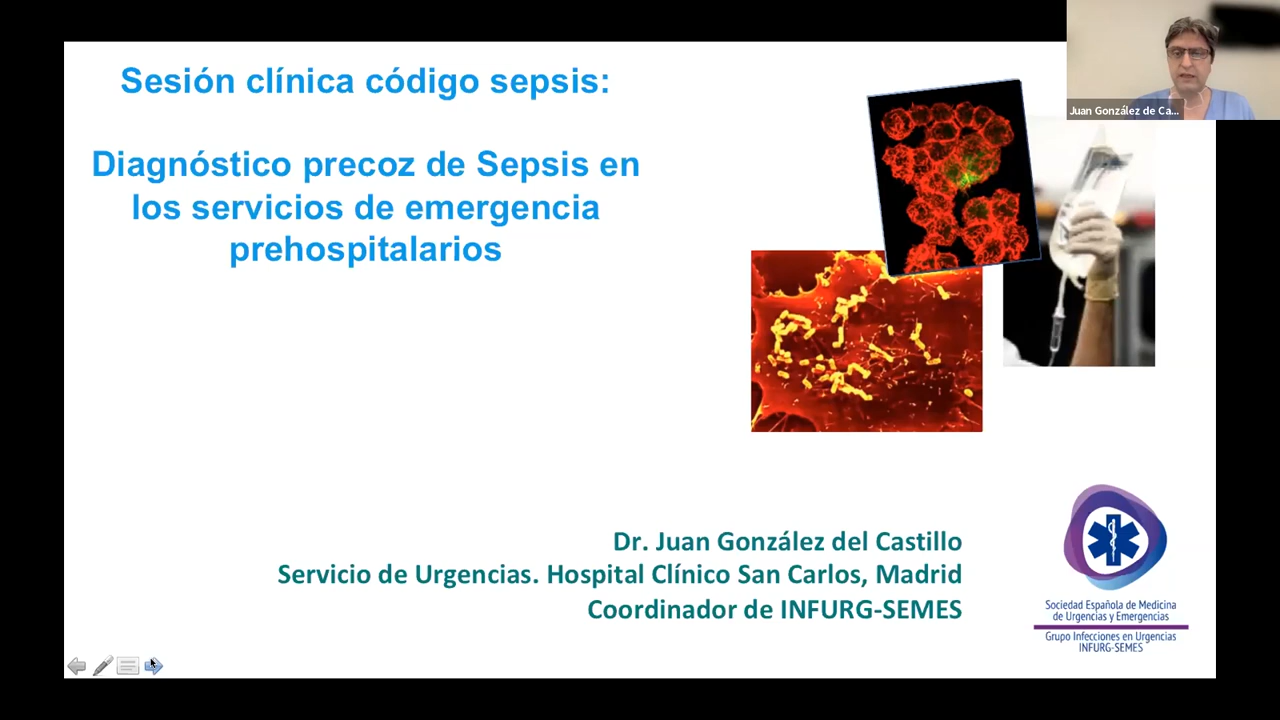 Sesión clínica código sepsis:
Diagnóstico precoz de Sepsis en
los servicios de emergencia
prehospitalarios
Juan González de Ca...
Dr. Juan González del Castillo
Servicio de Urgencias. Hospital Clínico San Carlos, Madrid
Coordinador de INFURG-SEMES
Sociedad Española de Medicina
de Urgencias y Emergencias
Grupo Infecciones en Urgencias
INFURG-SEMES